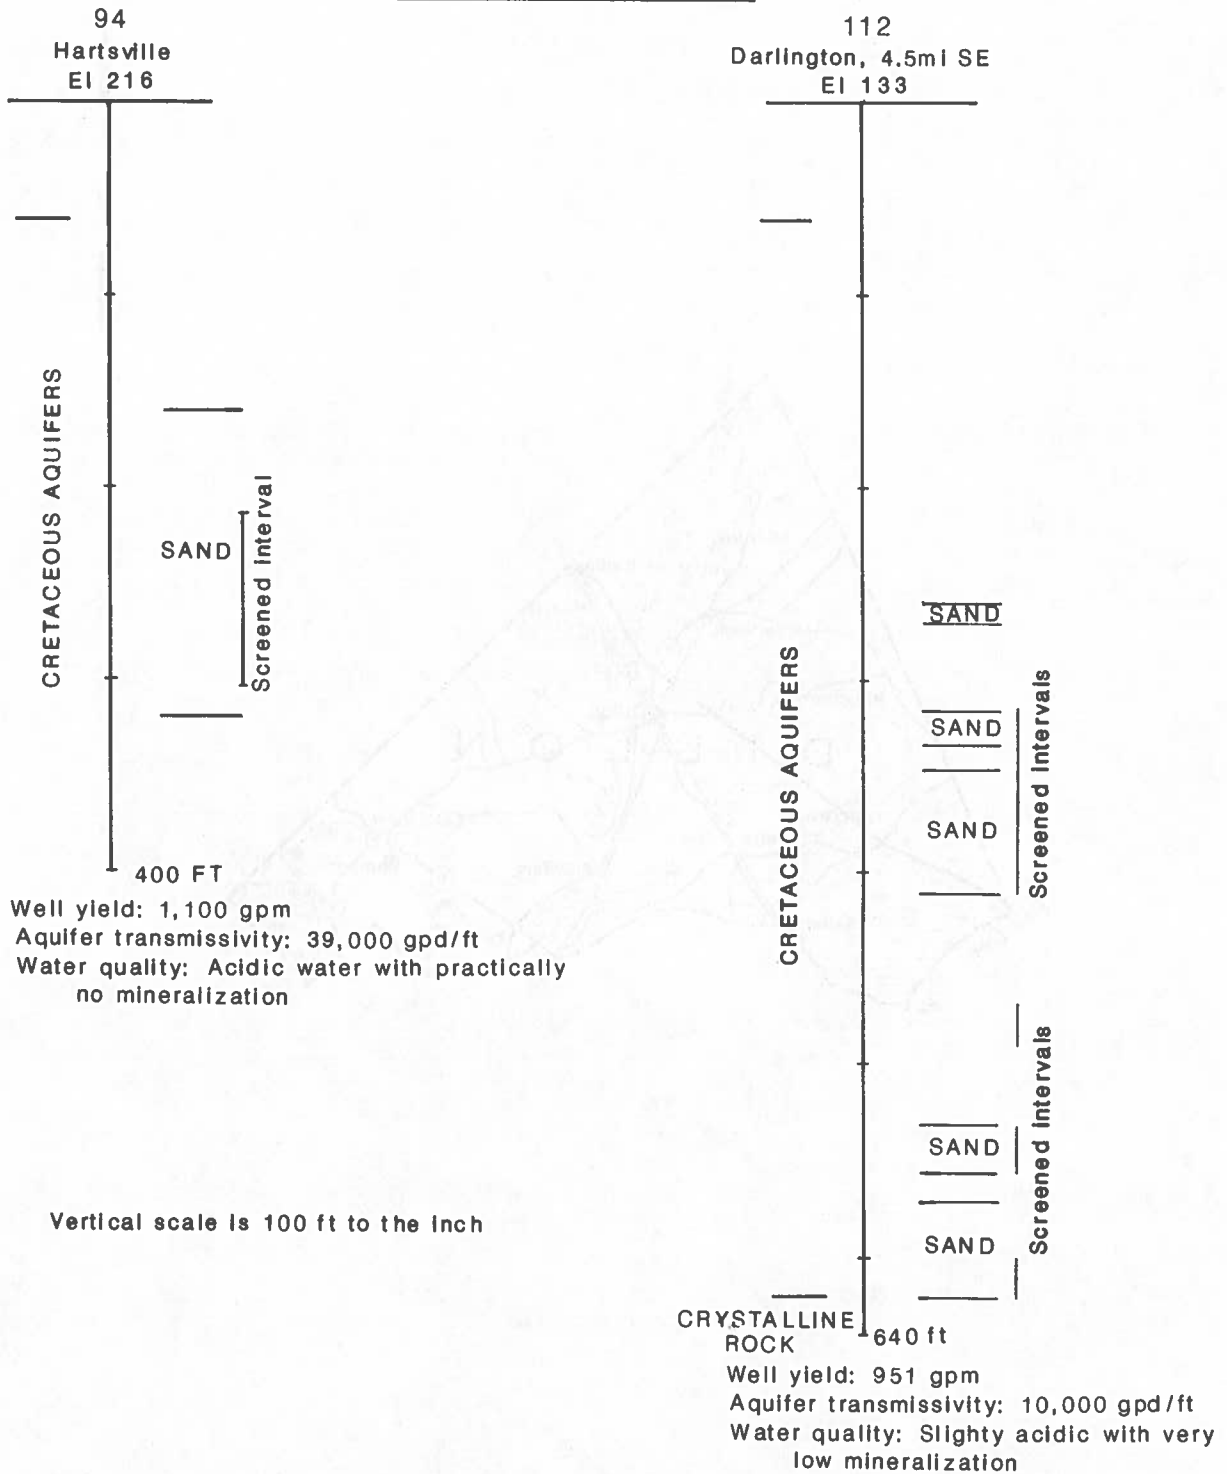 94
Hartsville
El 216
CRETACEOUS AQUIFERS
SAND
Screened Interval
400 FT
Well yield: 1,100 gpm
Aquifer transmissivity: 39,000 gpd/ft
Water quality: Acidic water with practically
no mineralization
Vertical scale is 100 ft to the inch
112
Darlington, 4.5mi SE
El 133
CRETACEOUS AQUIFERS
SAND
SAND
SAND
Screened Intervals
SAND
SAND
Screened Intervals
CRYSTALLINE
ROCK
640 ft
Well yield: 951 gpm
Aquifer transmissivity: 10,000 gpd/ft
Water quality: Slighty acidic with very
low mineralization